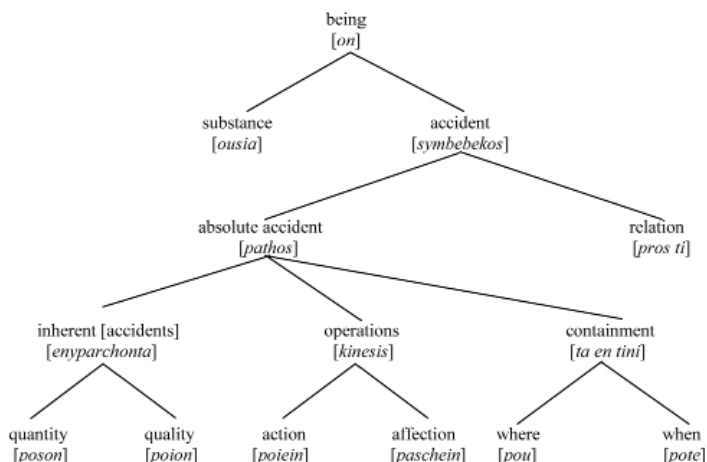 being
[on]
substance accident
[ousia] [symbebekos]
absolute accident relation
[pathos] [pros ti]
inherent [accidents] operations containment
[enyparchonta] [kinesis] [ta en tini]
quantity quality action affection where when
[poson] [poion] [poiein] [paschein] [pou] [pote]